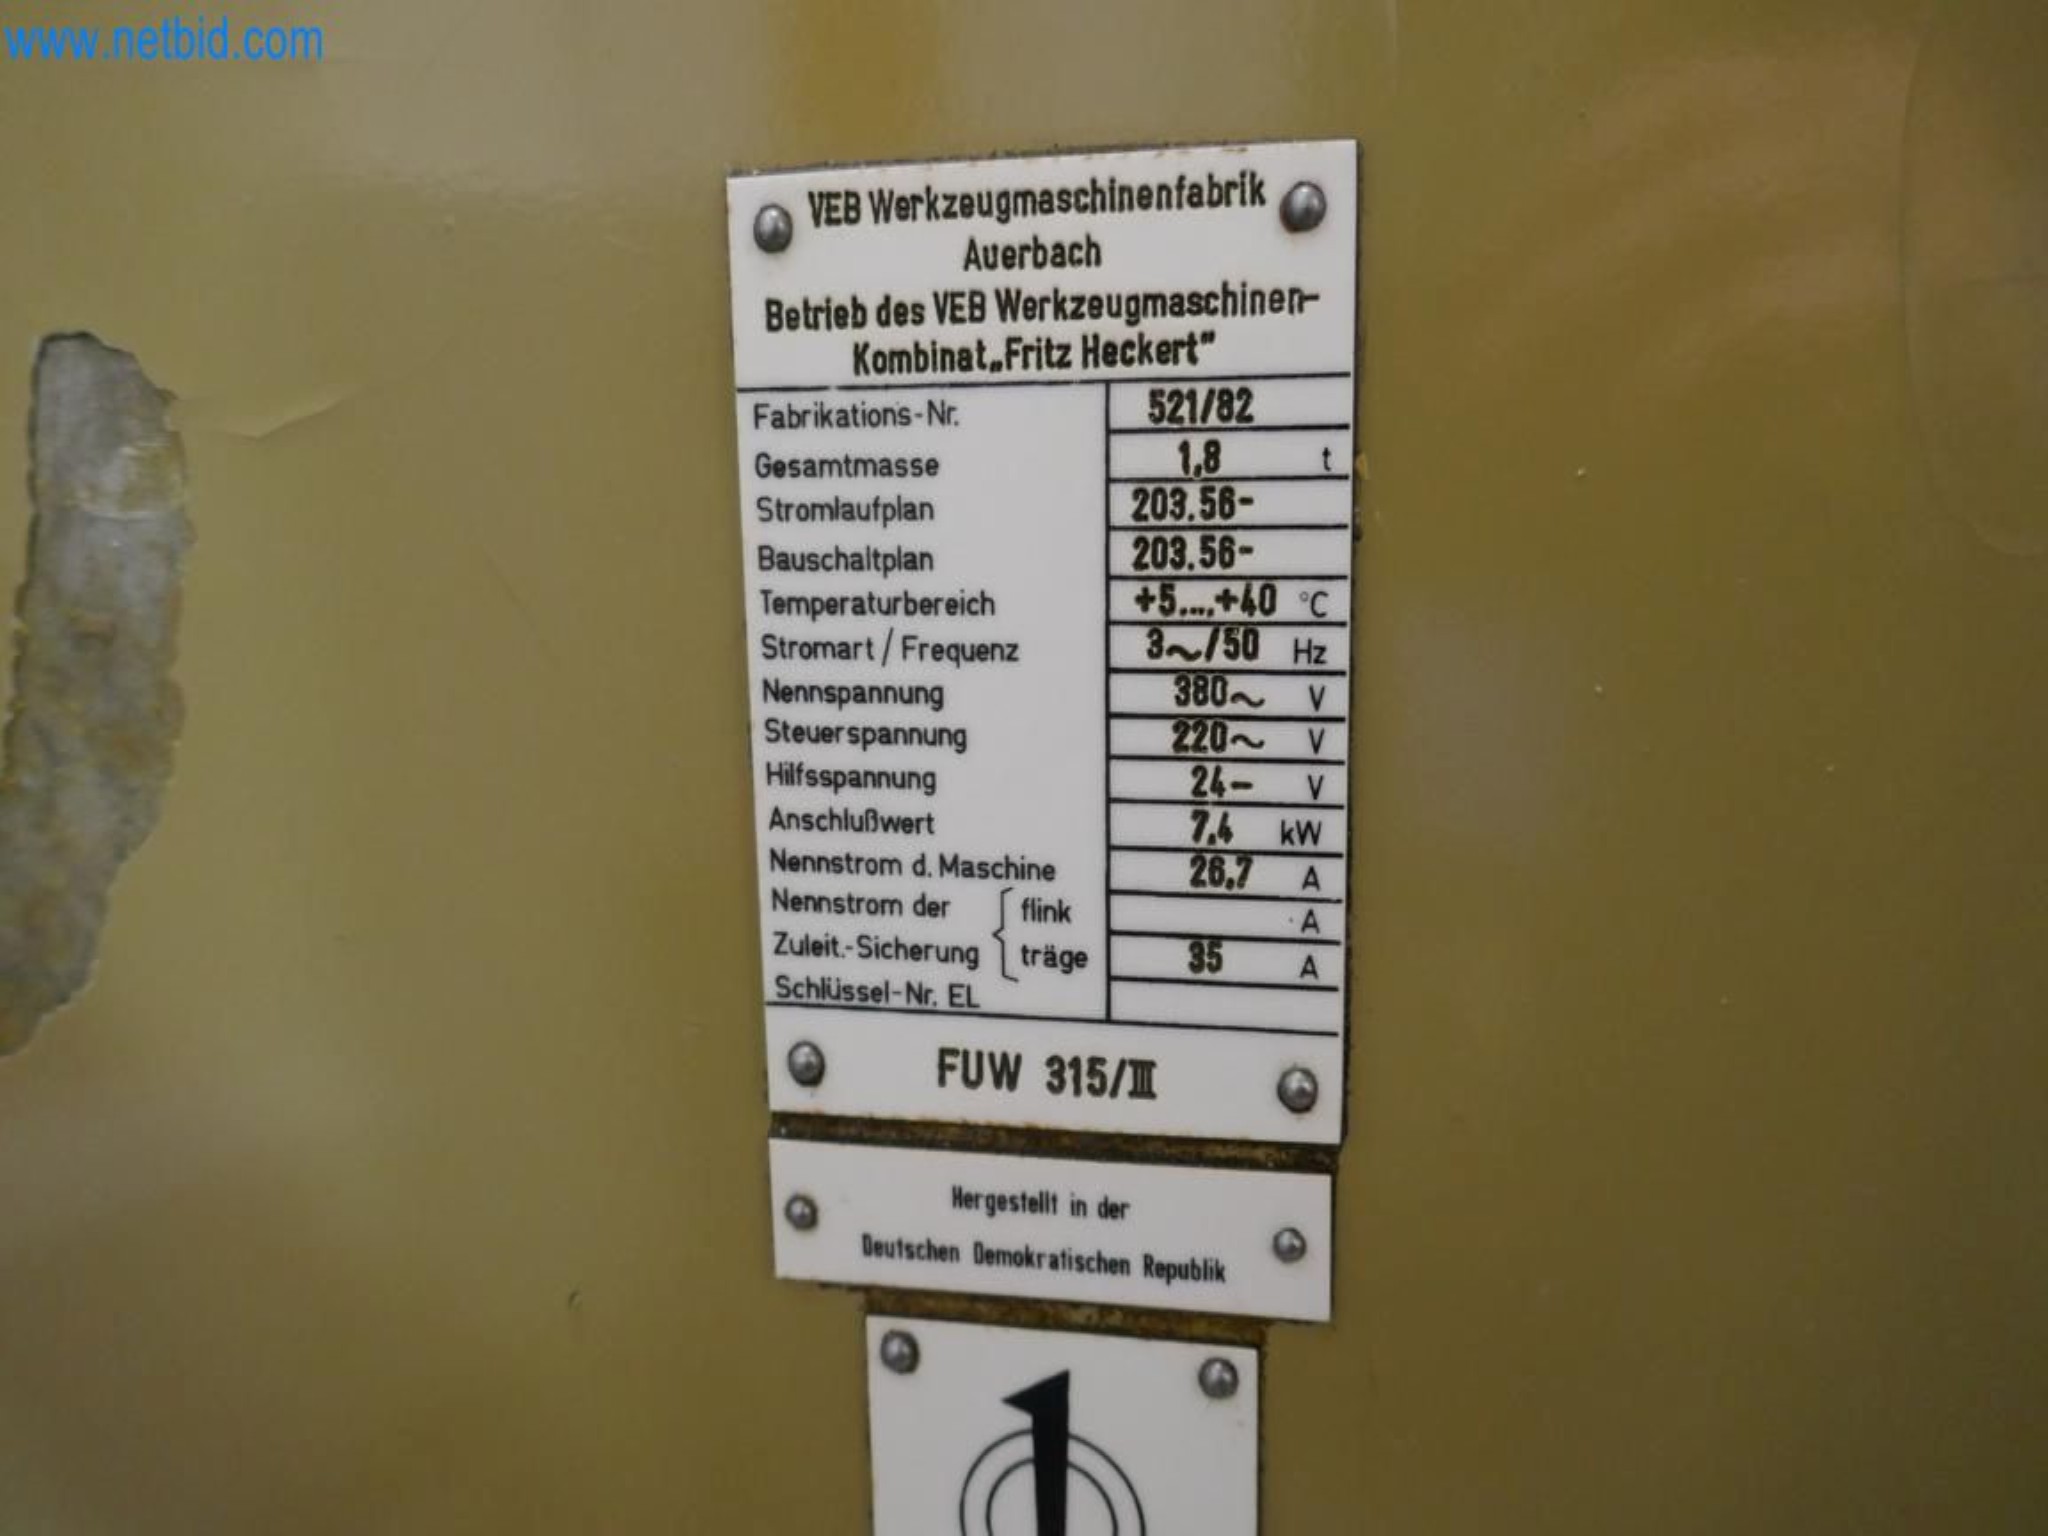 www.netbid.com
VEB Werkzeugmaschinenfabrik
Auerbach
Betrieb des VEB Werkzeugmaschinen-
Kombinat „Fritz Heckert"
Fabrikations-Nr. 521/82
Gesamtmasse 1,8 t
Stromlaufplan 203.56-
Bauschaltplan 203.56-
Temperaturbereich +5....+40 °C
Stromart / Frequenz 3~/50 Hz
Nennspannung 380~ V
Steuerspannung 220~ V
Hilfsspannung 24- V
Anschlußwert 7,4 kW
Nennstrom d. Maschine 26,7 A
Nennstrom der flink A
Zuleit.-Sicherung träge 35 A
Schlüssel-Nr. EL
FUW 315/III
Hergestellt in der
Deutschen Demokratischen Republik
1